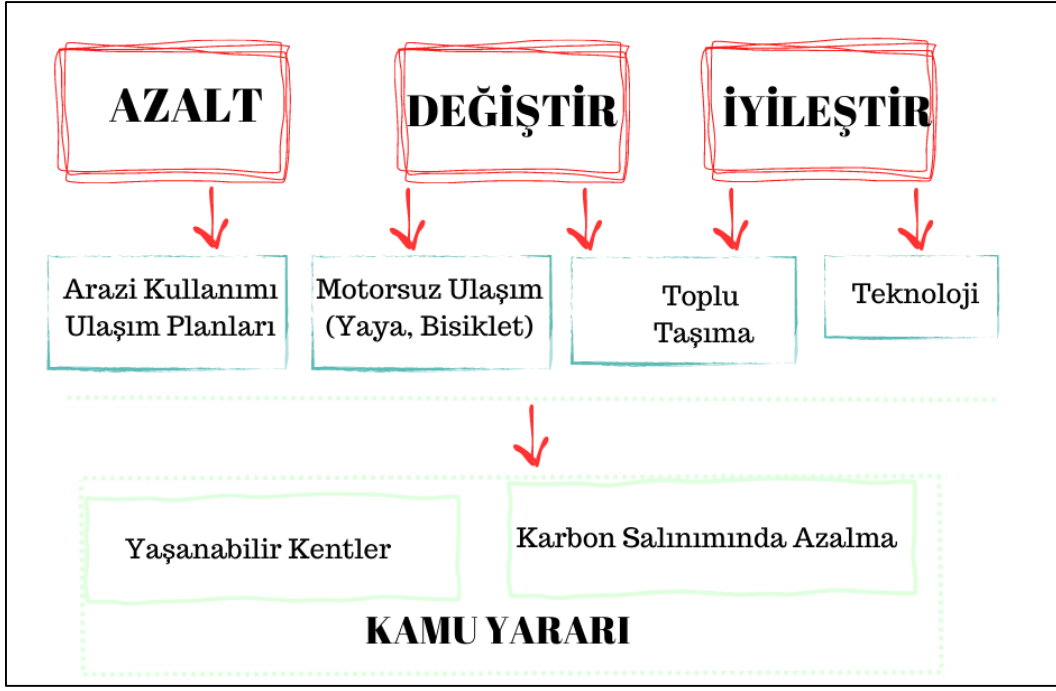 AZALT
DEĞİŞTİR
İYİLEŞTİR
Arazi Kullanımı
Ulaşım Planları
Motorsuz Ulaşım
(Yaya, Bisiklet)
Toplu
Taşıma
Teknoloji
Yaşanabilir Kentler
Karbon Salınımında Azalma
KAMU YARARI